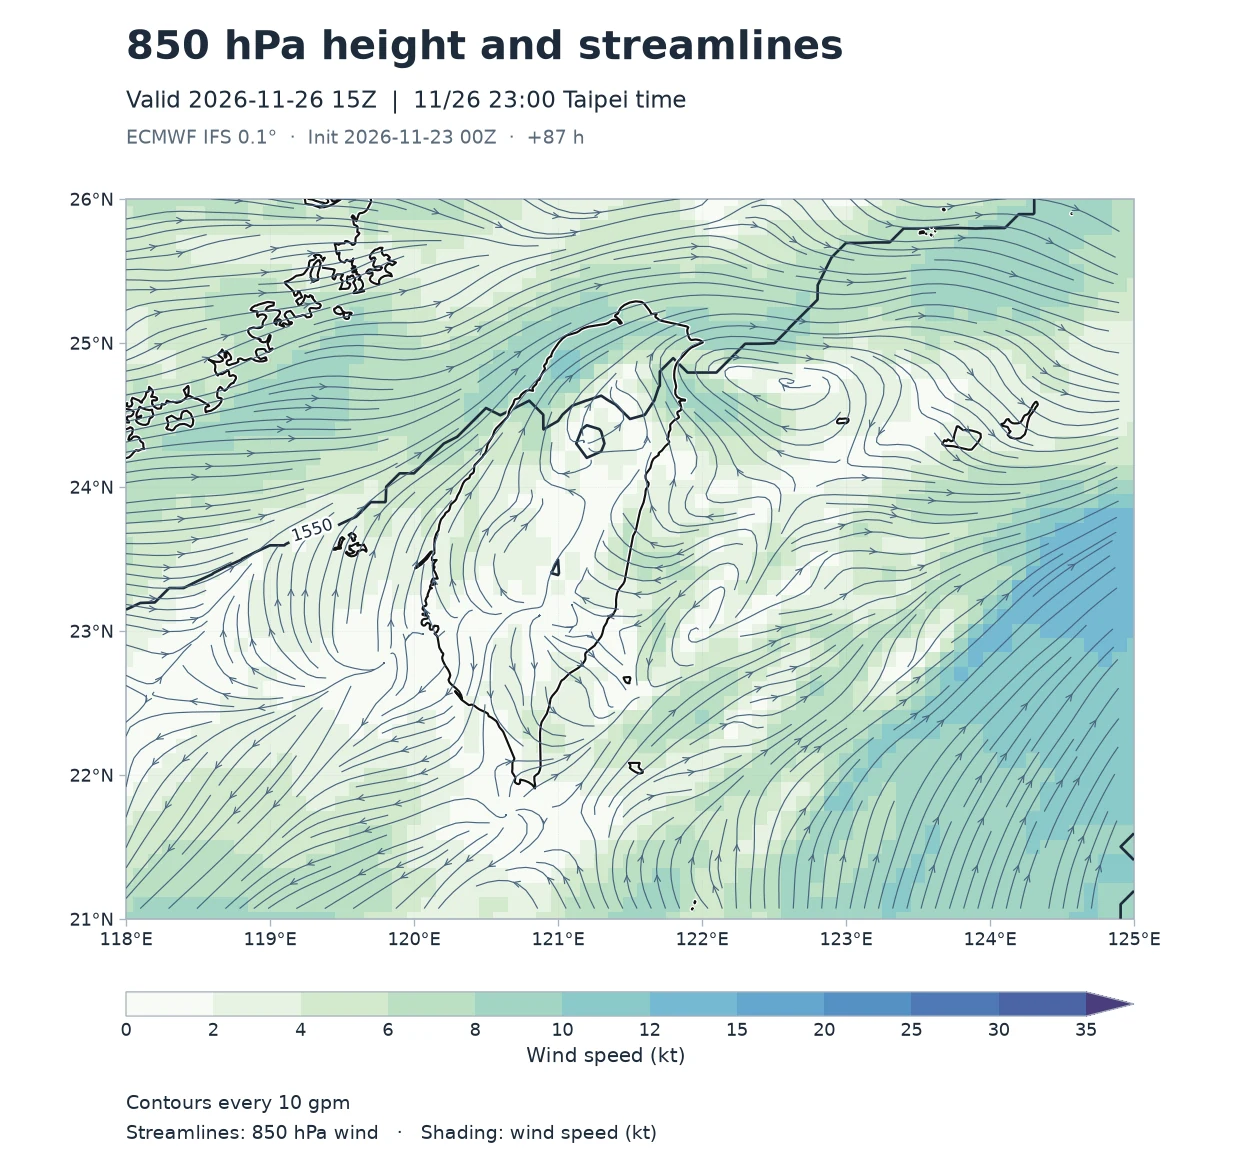 850 hPa height and streamlines
Valid 2026-11-26 15Z | 11/26 23:00 Taipei time
ECMWF IFS 0.1° · Init 2026-11-23 00Z · +87 h
26°N
25°N
24°N
23°N
22°N
21°N
1550
118°E 119°E 120°E 121°E 122°E 123°E 124°E 125°E
0 2 4 6 8 10 12 15 20 25 30 35
Wind speed (kt)
Contours every 10 gpm
Streamlines: 850 hPa wind · Shading: wind speed (kt)